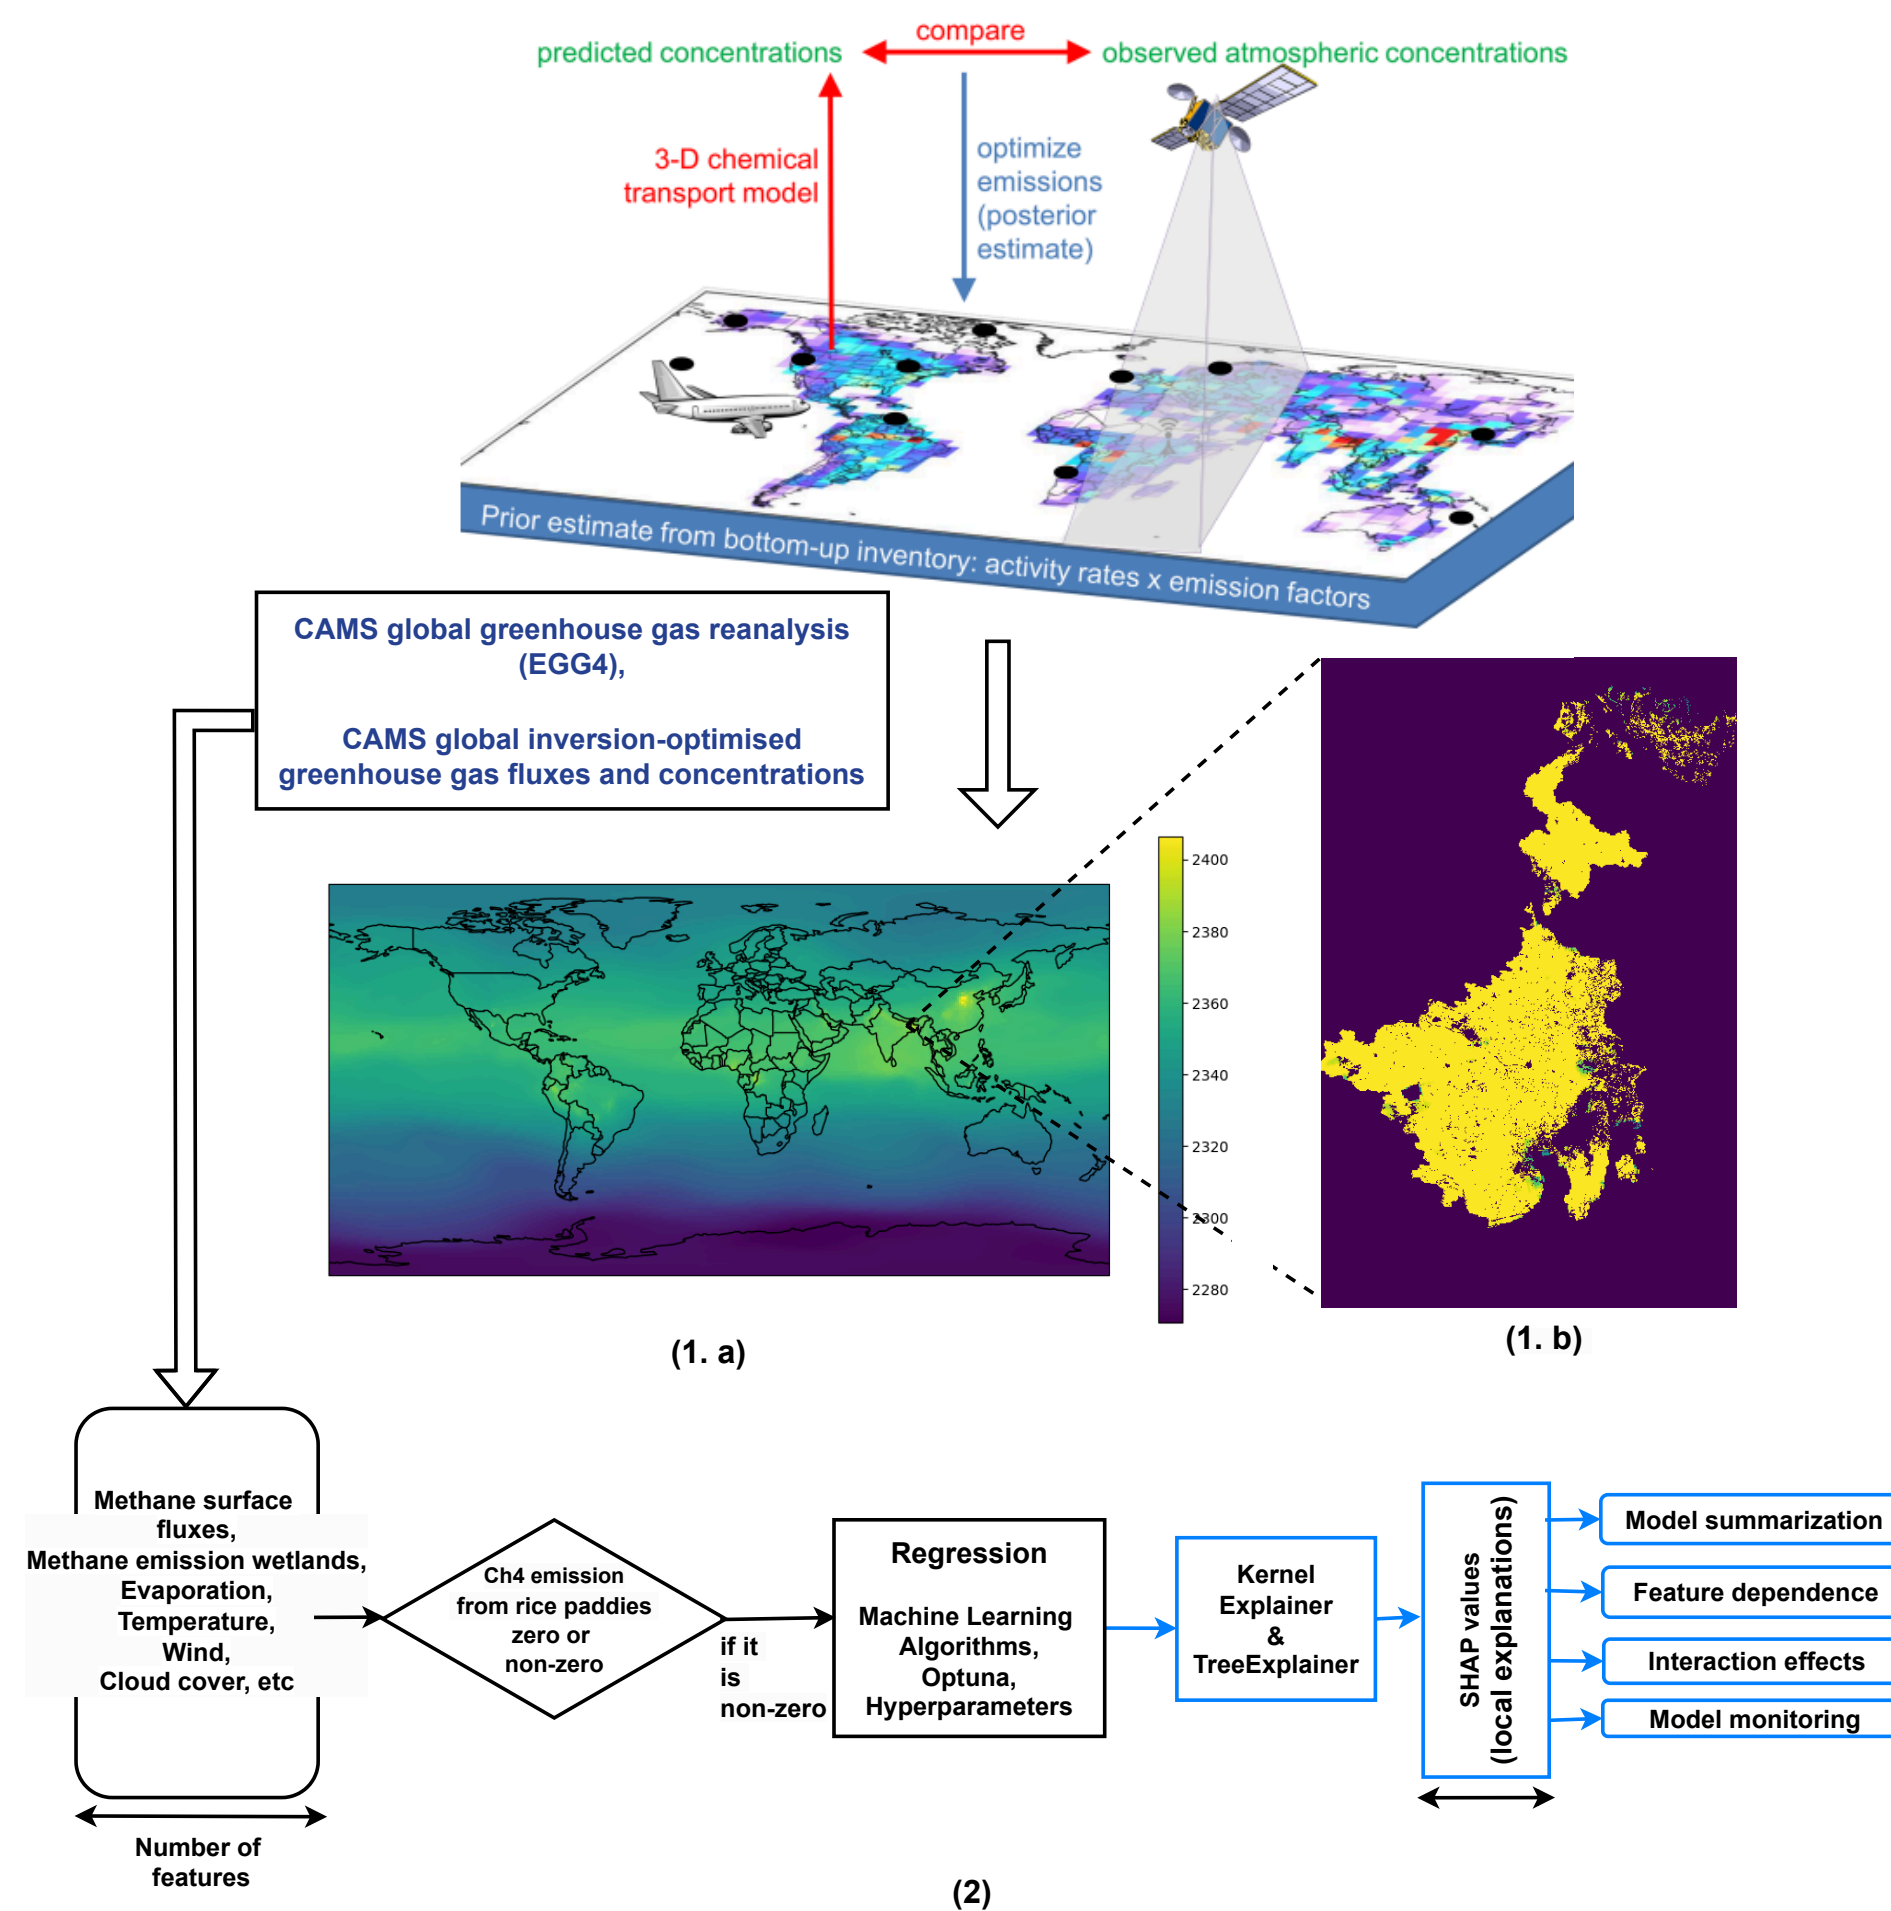 compare
predicted concentrations
observed atmospheric concentrations
3-D chemical
transport model
optimize
emissions
(posterior
estimate)
Prior estimate from bottom-up inventory: activity rates x emission factors
CAMS global greenhouse gas reanalysis
(EGG4),
CAMS global inversion-optimised
greenhouse gas fluxes and concentrations
2400
2380
2360
2340
2320
2300
2280
(1. a)
(1. b)
Methane surface
fluxes,
Methane emission wetlands,
Evaporation,
Temperature,
Wind,
Cloud cover, etc
Number of
features
Ch4 emission
from rice paddies
zero or
non-zero
if it
is
non-zero
Regression
Machine Learning
Algorithms,
Optuna,
Hyperparameters
Kernel
Explainer
&
TreeExplainer
SHAP values
(local explanations)
Model summarization
Feature dependence
Interaction effects
Model monitoring
(2)